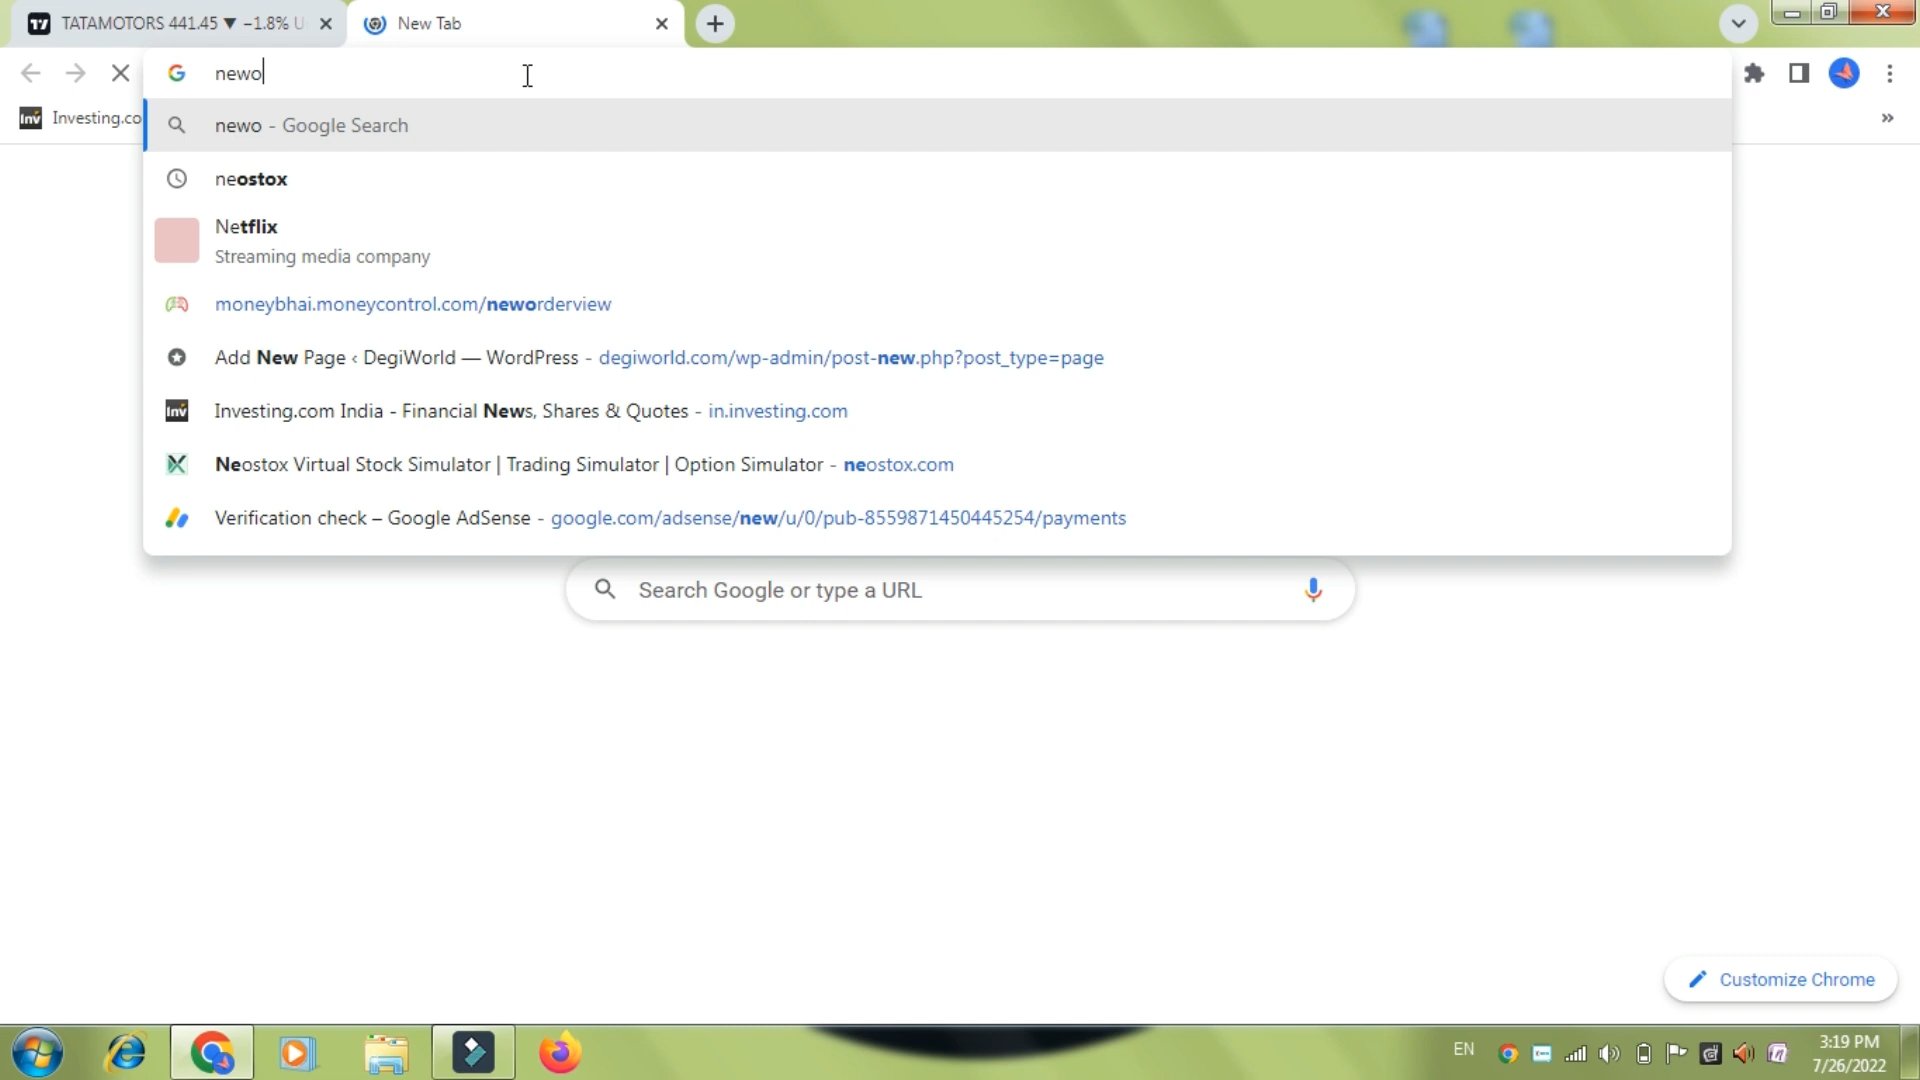 TATAMOTORS 441.45 ▼ −1.8% U
New Tab
newo
Investing.co
»
newo - Google Search
neostox
Netflix
Streaming media company
moneybhai.moneycontrol.com/neworderview
Add New Page ‹ DegiWorld — WordPress - degiworld.com/wp-admin/post-new.php?post_type=page
Inv
Investing.com India - Financial News, Shares & Quotes - in.investing.com
Neostox Virtual Stock Simulator | Trading Simulator | Option Simulator - neostox.com
Verification check – Google AdSense - google.com/adsense/new/u/0/pub-8559871450445254/payments
Search Google or type a URL
Customize Chrome
EN
3:19 PM
7/26/2022